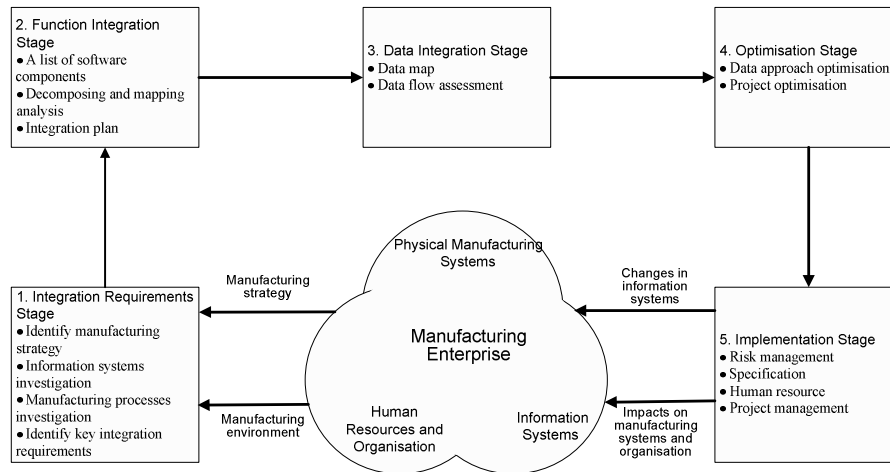 2. Function Integration
Stage
● A list of software
components
● Decomposing and mapping
analysis
● Integration plan
3. Data Integration Stage
● Data map
● Data flow assessment
4. Optimisation Stage
● Data approach optimisation
● Project optimisation
1. Integration Requirements
Stage
● Identify manufacturing
strategy
● Information systems
investigation
● Manufacturing processes
investigation
● Identify key integration
requirements
Manufacturing
strategy
Manufacturing
environment
Physical Manufacturing
Systems
Manufacturing
Enterprise
Human
Resources and
Organisation
Information
Systems
Changes in
information
systems
Impacts on
manufacturing
systems and
organisation
5. Implementation Stage
● Risk management
● Specification
● Human resource
● Project management